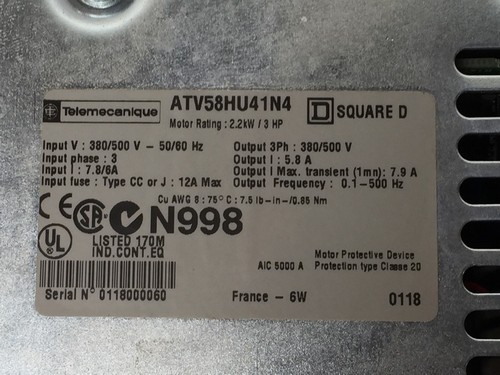 Telemecanique ATV58HU41N4 SQUARE D
Motor Rating : 2.2kW / 3 HP
Input V : 380/500 V - 50/60 Hz Output 3Ph : 380/500 V
Input phase : 3 Output I : 5.8 A
Input I : 7.8/6A Output I Max. transient (1mn) : 7.9 A
Input fuse : Type CC or J : 12A Max Output Frequency : 0.1-500 Hz
Cu AWG 8 : 75° C : 7.5 lb-in-/0.85 Nm
CE SA N998
UL LISTED 170M
IND.CONT.EQ
Motor Protective Device
AIC 5000 A Protection type Classe 20
Serial N° 0118000060 France - 6W 0118